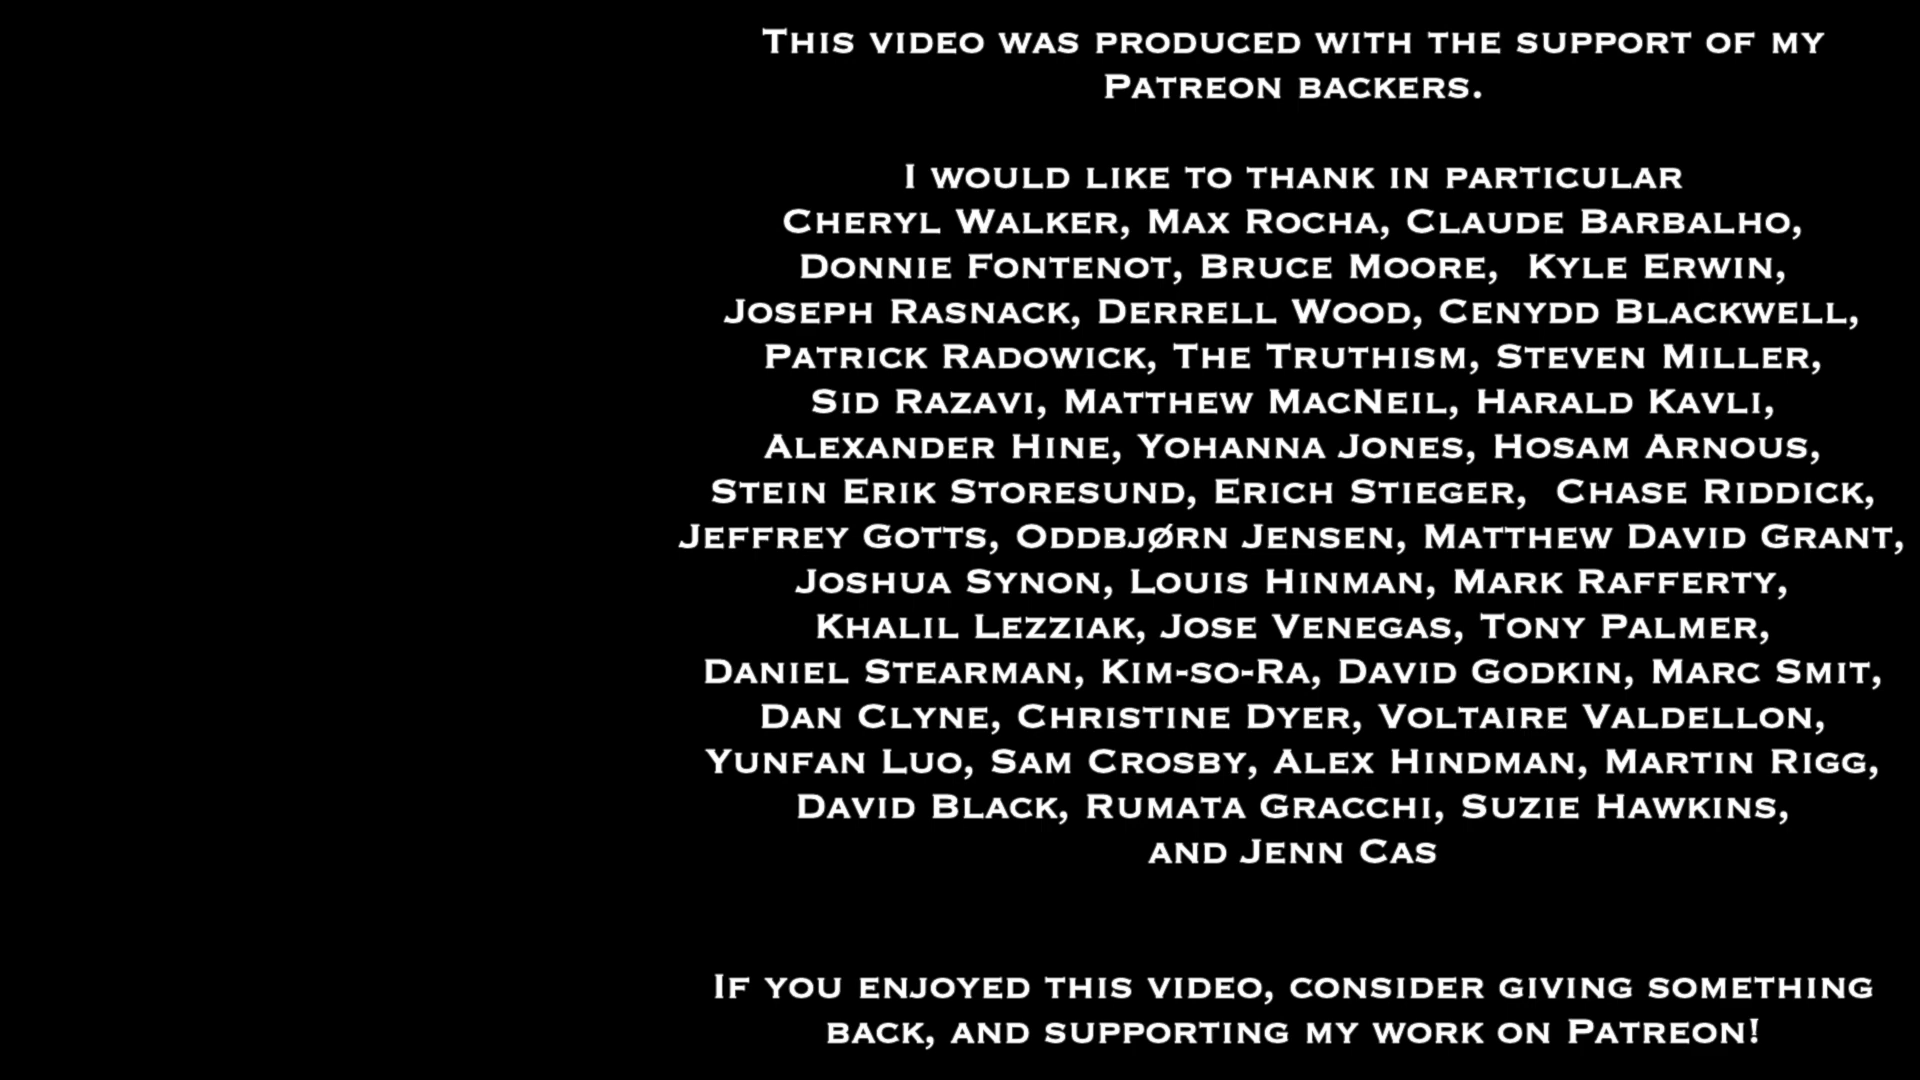 This video was produced with the support of my
Patreon backers.
I would like to thank in particular
Cheryl Walker, Max Rocha, Claude Barbalho,
Donnie Fontenot, Bruce Moore,  Kyle Erwin,
Joseph Rasnack, Derrell Wood, Cenydd Blackwell,
Patrick Radowick, The Truthism, Steven Miller,
Sid Razavi, Matthew MacNeil, Harald Kavli,
Alexander Hine, Yohanna Jones, Hosam Arnous,
Stein Erik Storesund, Erich Stieger,  Chase Riddick,
Jeffrey Gotts, Oddbjørn Jensen, Matthew David Grant,
Joshua Synon, Louis Hinman, Mark Rafferty,
Khalil Lezziak, Jose Venegas, Tony Palmer,
Daniel Stearman, Kim-so-Ra, David Godkin, Marc Smit,
Dan Clyne, Christine Dyer, Voltaire Valdellon,
Yunfan Luo, Sam Crosby, Alex Hindman, Martin Rigg,
David Black, Rumata Gracchi, Suzie Hawkins,
and Jenn Cas
If you enjoyed this video, consider giving something
back, and supporting my work on Patreon!